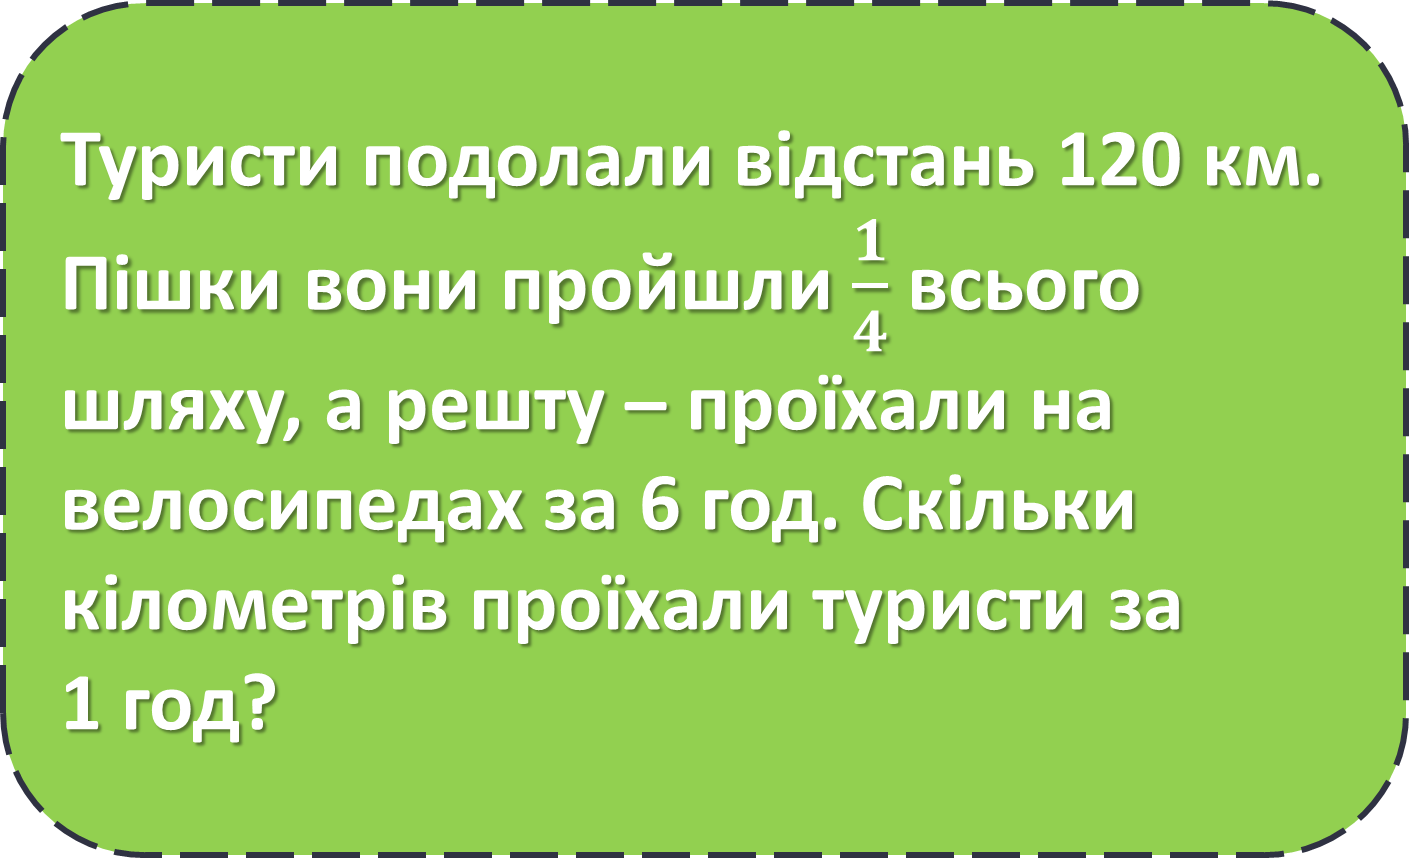 Туристи подолали відстань 120 км.
Пішки вони пройшли 1/4 всього
шляху, а решту – проїхали на
велосипедах за 6 год. Скільки
кілометрів проїхали туристи за
1 год?